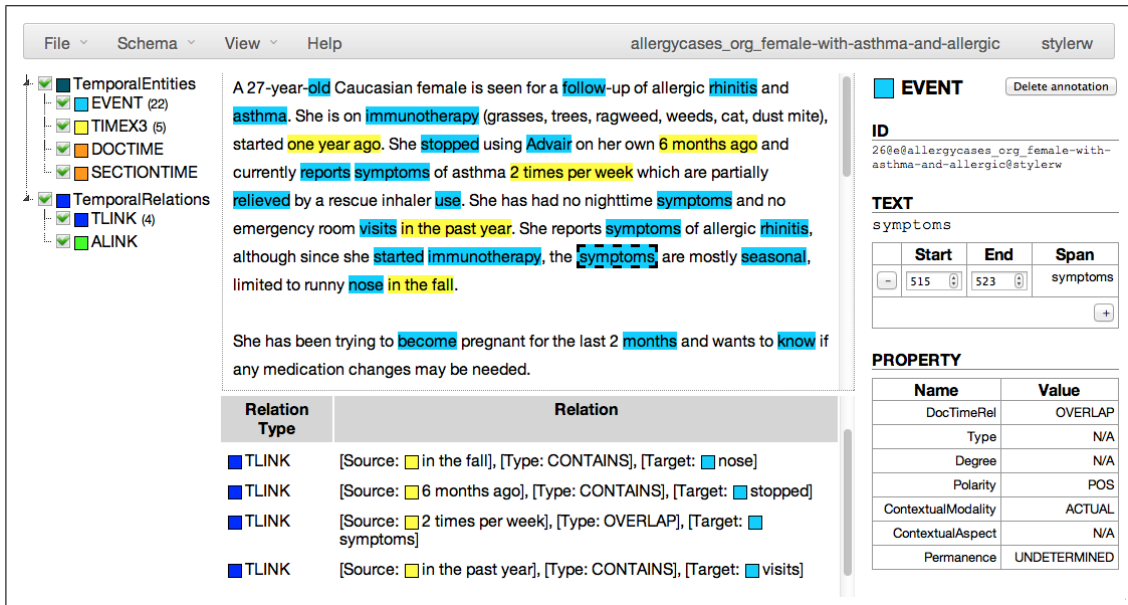 File Schema View Help allergycases_org_female-with-asthma-and-allergic stylerw
TemporalEntities
EVENT (22)
TIMEX3 (5)
DOCTIME
SECTIONTIME
TemporalRelations
TLINK (4)
ALINK
A 27-year-old Caucasian female is seen for a follow-up of allergic rhinitis and
asthma. She is on immunotherapy (grasses, trees, ragweed, weeds, cat, dust mite),
started one year ago. She stopped using Advair on her own 6 months ago and
currently reports symptoms of asthma 2 times per week which are partially
relieved by a rescue inhaler use. She has had no nighttime symptoms and no
emergency room visits in the past year. She reports symptoms of allergic rhinitis,
although since she started immunotherapy, the symptoms are mostly seasonal,
limited to runny nose in the fall.
She has been trying to become pregnant for the last 2 months and wants to know if
any medication changes may be needed.
Relation Type Relation
TLINK [Source: in the fall], [Type: CONTAINS], [Target: nose]
TLINK [Source: 6 months ago], [Type: CONTAINS], [Target: stopped]
TLINK [Source: 2 times per week], [Type: OVERLAP], [Target:
symptoms]
TLINK [Source: in the past year], [Type: CONTAINS], [Target: visits]
EVENT Delete annotation
ID
26@e@allergycases_org_female-with-
asthma-and-allergic@stylerw
TEXT
symptoms
Start End Span
- 515 523 symptoms
+
PROPERTY
Name Value
DocTimeRel OVERLAP
Type N/A
Degree N/A
Polarity POS
ContextualModality ACTUAL
ContextualAspect N/A
Permanence UNDETERMINED